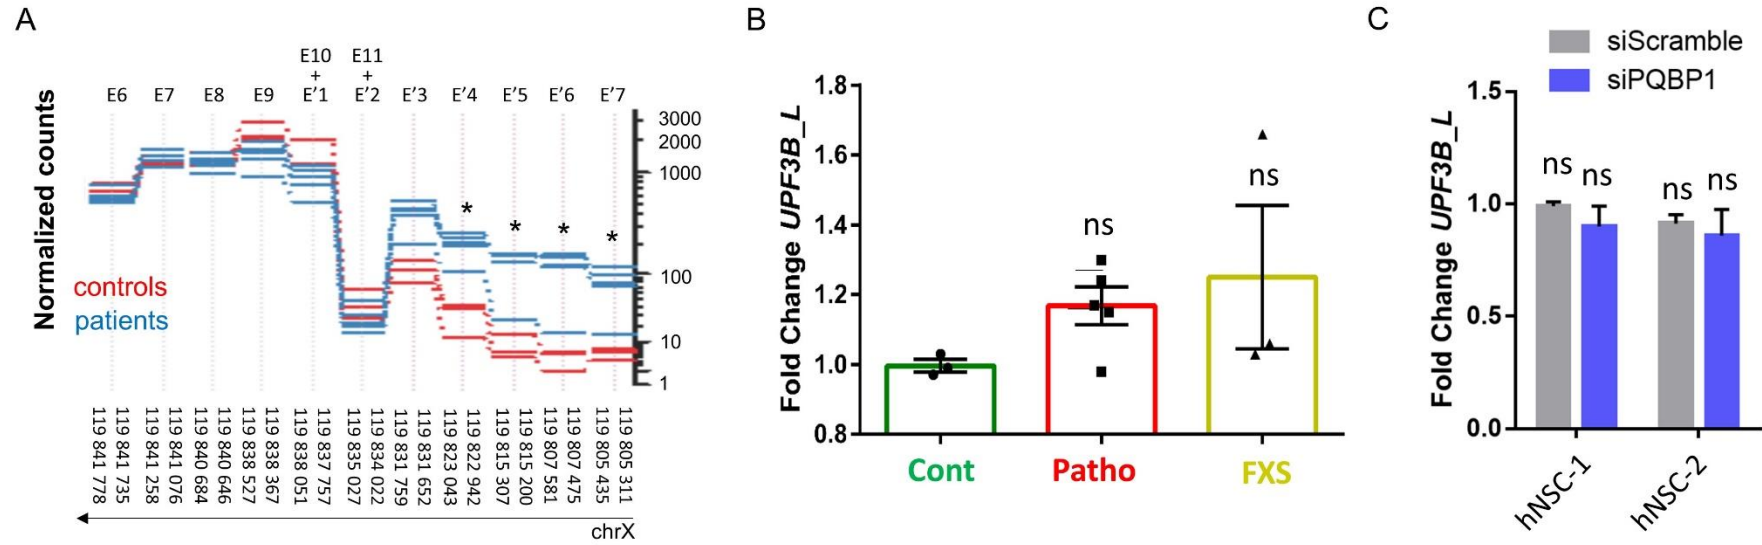 A
E10 E11
+ +
E6 E7 E8 E9 E'1 E'2 E'3 E'4 E'5 E'6 E'7
Normalized counts
3000
2000
1000
100
10
1
* * * *
controls
patients
119 841 778
119 841 735
119 841 258
119 841 076
119 840 684
119 840 646
119 838 527
119 838 367
119 838 051
119 837 757
119 835 027
119 834 022
119 831 759
119 831 652
119 823 043
119 822 942
119 815 307
119 815 200
119 807 581
119 807 475
119 805 435
119 805 311
chrX
B
Fold Change UPF3B_L
1.8
1.6
1.4
1.2
1.0
0.8
ns
ns
Cont Patho FXS
C
siScramble
siPQBP1
Fold Change UPF3B_L
1.5
1.0
0.5
0.0
ns ns ns ns
hNSC-1 hNSC-2